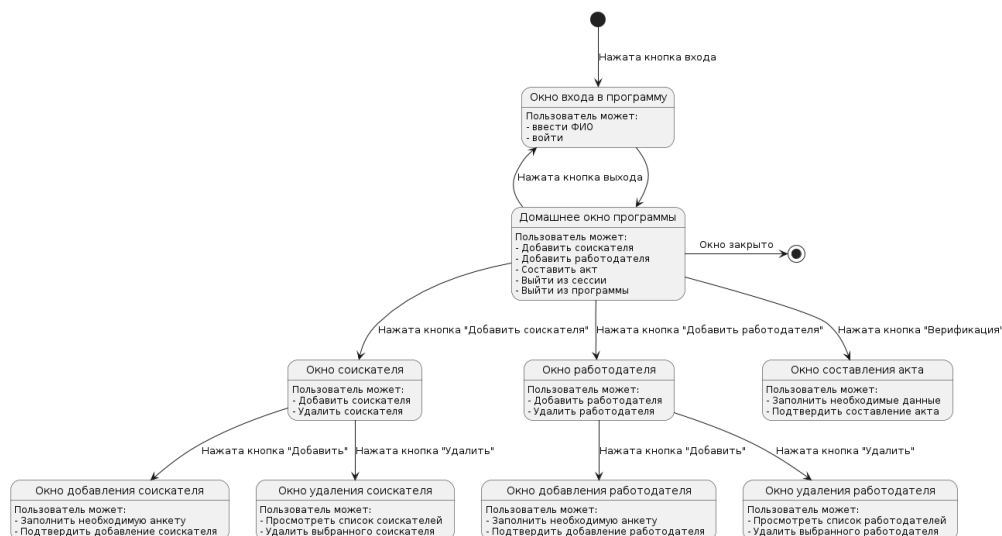 Нажата кнопка входа
Окно входа в программу
Пользователь может:
- ввести ФИО
- войти
Нажата кнопка выхода
Домашнее окно программы
Пользователь может:
- Добавить соискателя
- Добавить работодателя
- Составить акт
- Выйти из сессии
- Выйти из программы
Окно закрыто
Нажата кнопка "Добавить соискателя"
Нажата кнопка "Добавить работодателя"
Нажата кнопка "Верификация"
Окно соискателя
Пользователь может:
- Добавить соискателя
- Удалить соискателя
Окно работодателя
Пользователь может:
- Добавить работодателя
- Удалить работодателя
Окно составления акта
Пользователь может:
- Заполнить необходимые данные
- Подтвердить составление акта
Нажата кнопка "Добавить"
Нажата кнопка "Удалить"
Нажата кнопка "Добавить"
Нажата кнопка "Удалить"
Окно добавления соискателя
Пользователь может:
- Заполнить необходимую анкету
- Подтвердить добавление соискателя
Окно удаления соискателя
Пользователь может:
- Просмотреть список соискателей
- Удалить выбранного соискателя
Окно добавления работодателя
Пользователь может:
- Заполнить необходимую анкету
- Подтвердить добавление работодателя
Окно удаления работодателя
Пользователь может:
- Просмотреть список работодателей
- Удалить выбранного работодателя